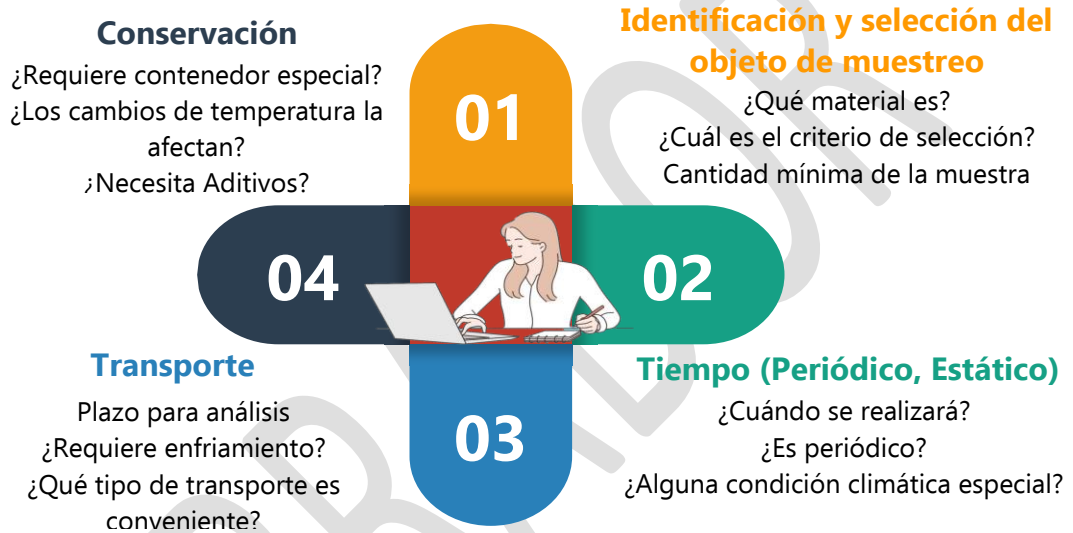 Conservación
¿Requiere contenedor especial?
¿Los cambios de temperatura la
afectan?
¿Necesita Aditivos?
01
Identificación y selección del
objeto de muestreo
¿Qué material es?
¿Cuál es el criterio de selección?
Cantidad mínima de la muestra
04
02
Transporte
Plazo para análisis
¿Requiere enfriamiento?
¿Qué tipo de transporte es
conveniente?
03
Tiempo (Periódico, Estático)
¿Cuándo se realizará?
¿Es periódico?
¿Alguna condición climática especial?